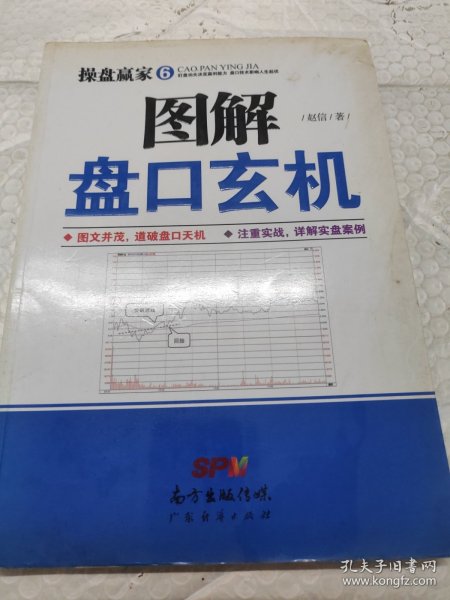 操盘赢家 6
CAO PAN YING JIA
图解
/ 赵信 / 著 /
盘口玄机
◆ 图文并茂，道破盘口天机 ◆ 注重实战，详解实盘案例
SPM
南方出版传媒
广东经济出版社
孔夫子旧书网
www.kongfz.com